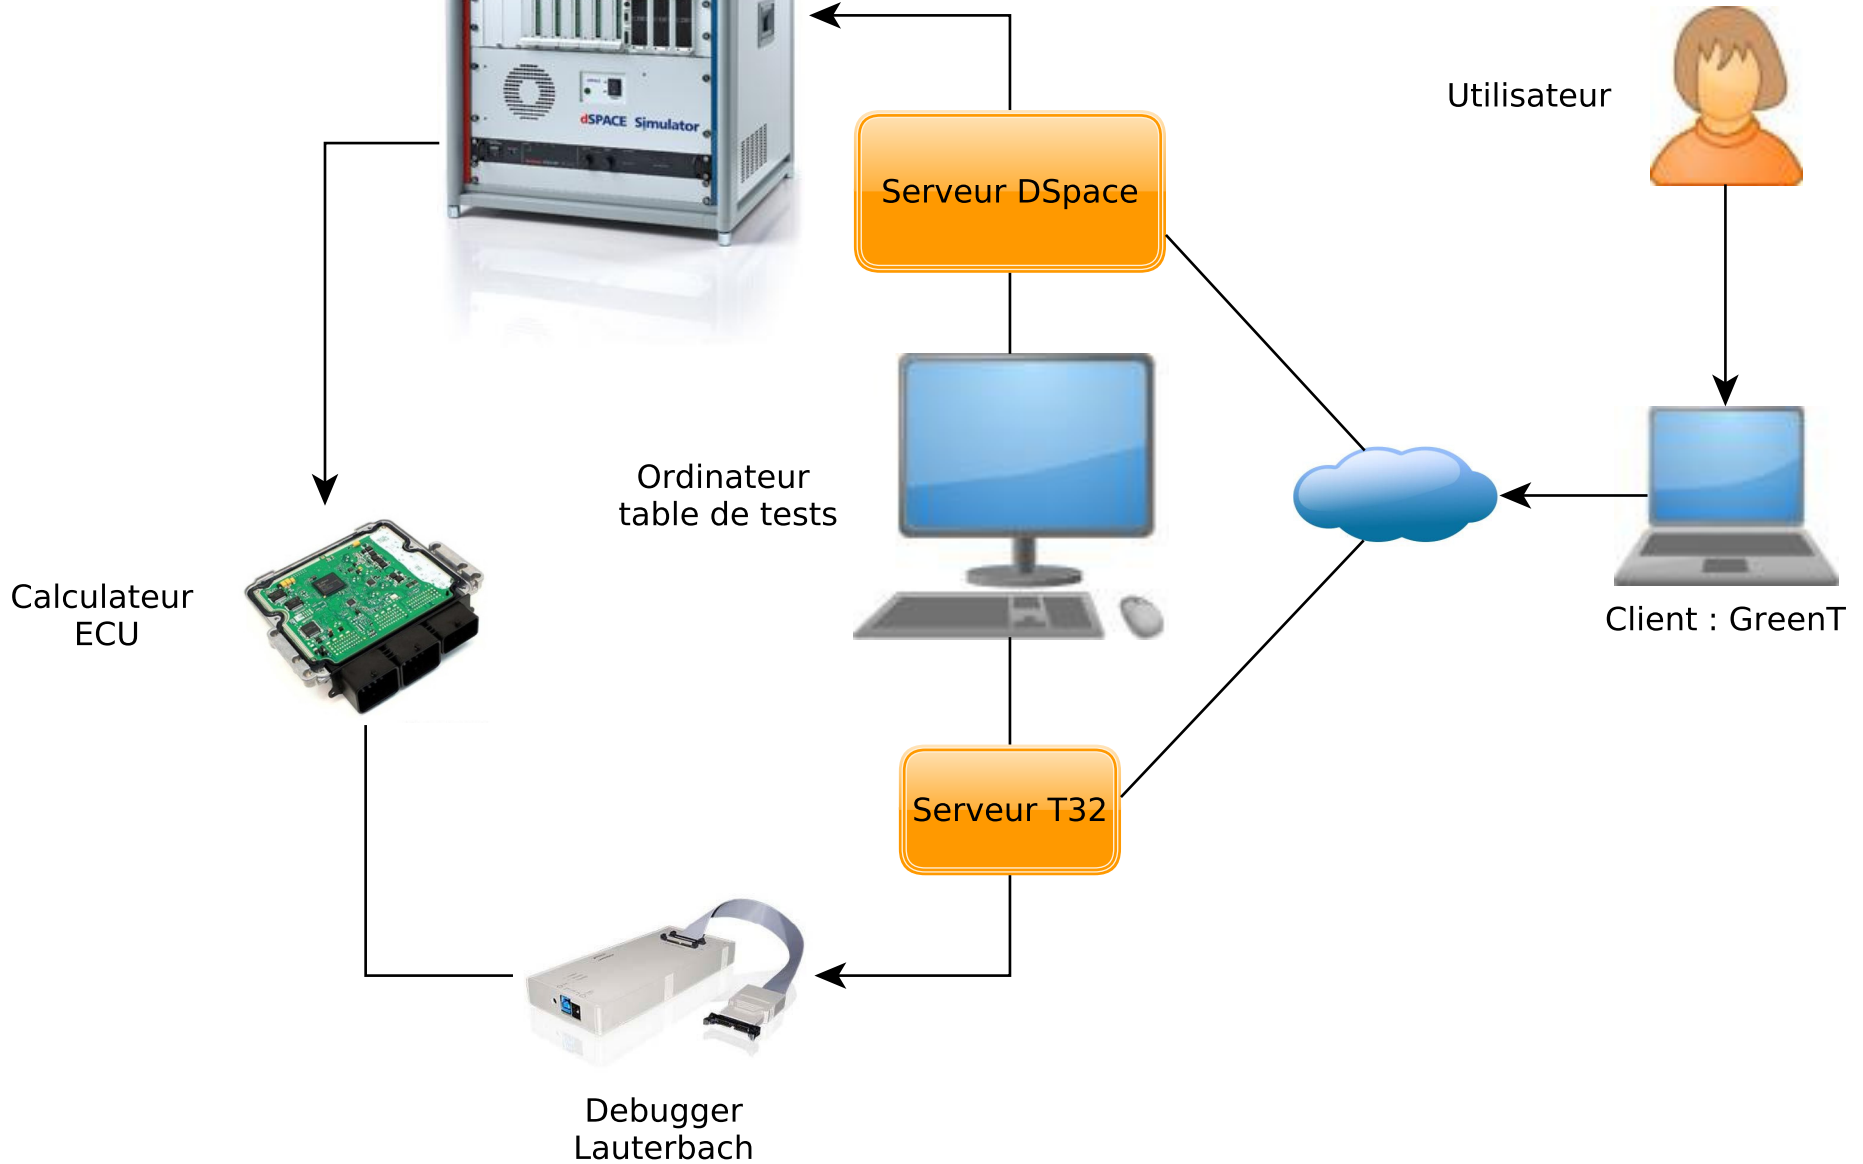 dSPACE Simulator
Utilisateur
Serveur DSpace
Ordinateur
table de tests
Calculateur
ECU
Client : GreenT
Serveur T32
Debugger
Lauterbach